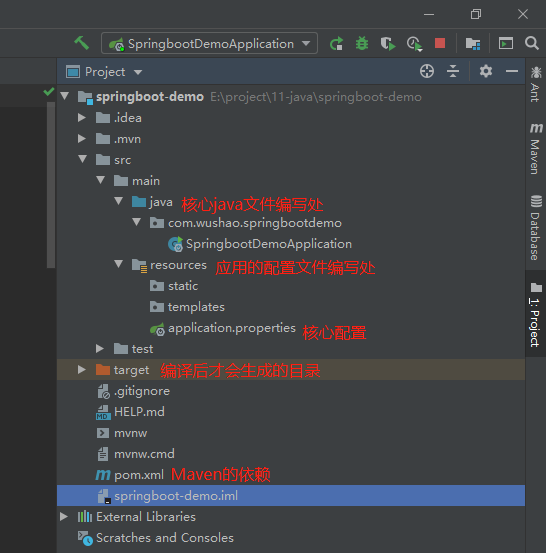 SpringbootDemoApplication
Project
springboot-demo E:\project\11-java\springboot-demo
.idea
.mvn
src
main
java 核心java文件编写处
com.wushao.springbootdemo
SpringbootDemoApplication
resources 应用的配置文件编写处
static
templates
application.properties 核心配置
test
target 编译后才会生成的目录
.gitignore
HELP.md
mvnw
mvnw.cmd
pom.xml Maven的依赖
springboot-demo.iml
External Libraries
Scratches and Consoles
Ant
Maven
Database
1: Project